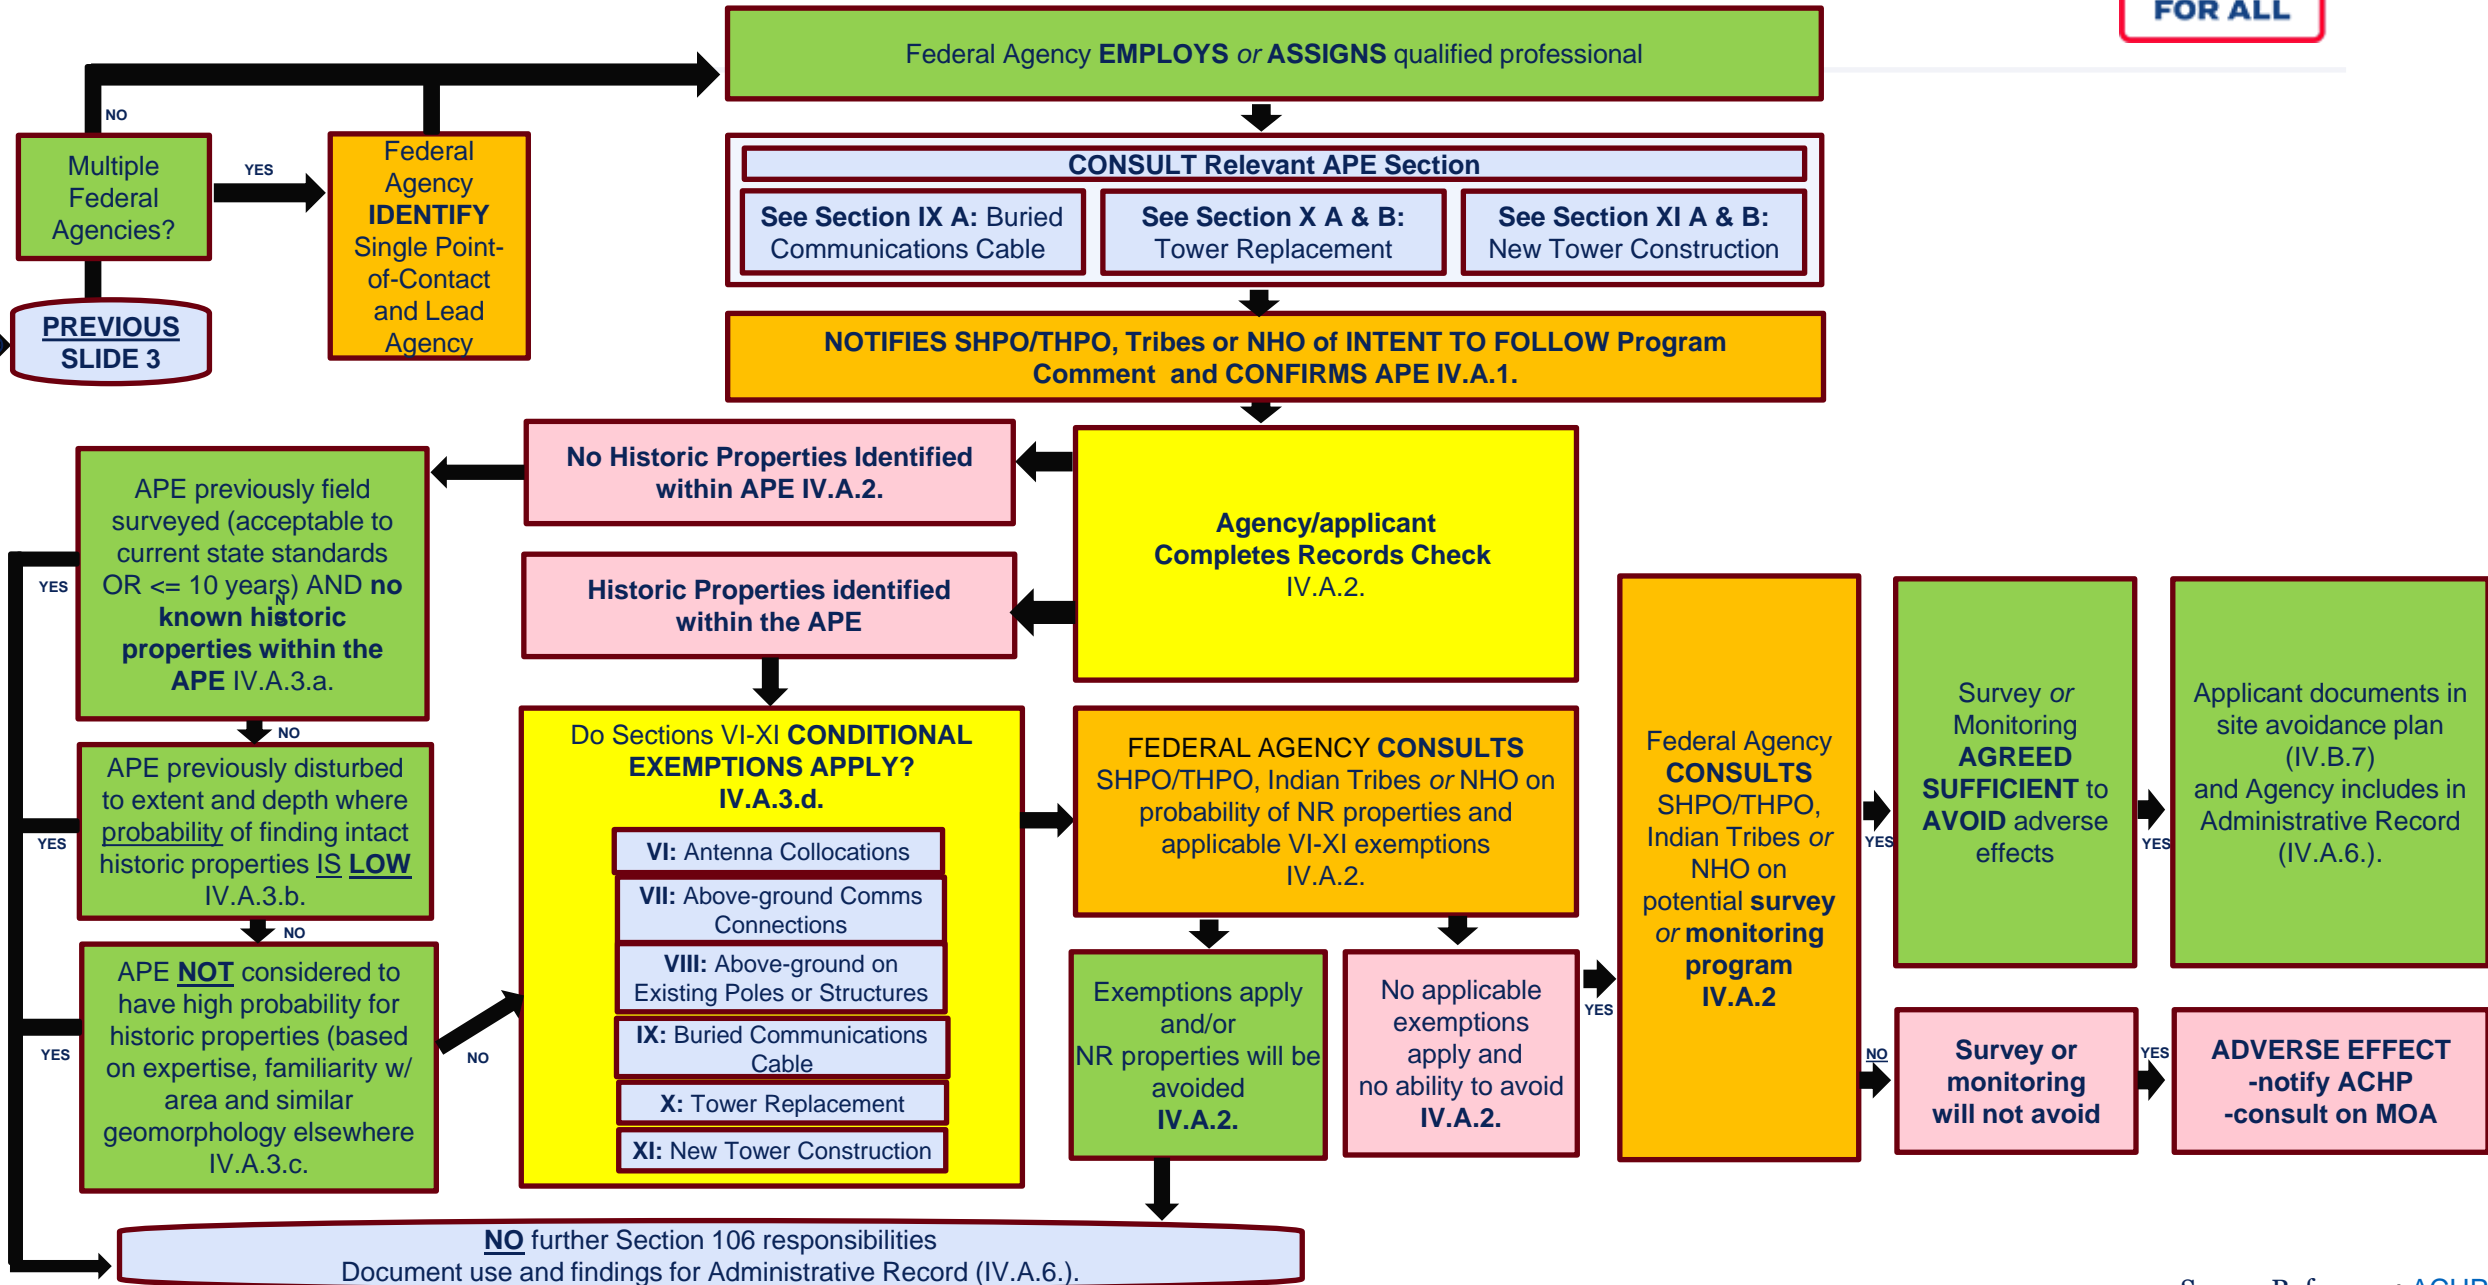 FOR ALL
Federal Agency EMPLOYS or ASSIGNS qualified professional
NO
Multiple
Federal
Agencies?
YES
Federal
Agency
IDENTIFY
Single Point-
of-Contact
and Lead
Agency
PREVIOUS
SLIDE 3
CONSULT Relevant APE Section
See Section IX A: Buried
Communications Cable
See Section X A & B:
Tower Replacement
See Section XI A & B:
New Tower Construction
NOTIFIES SHPO/THPO, Tribes or NHO of INTENT TO FOLLOW Program
Comment and CONFIRMS APE IV.A.1.
Agency/applicant
Completes Records Check
IV.A.2.
No Historic Properties Identified
within APE IV.A.2.
Historic Properties identified
within the APE
APE previously field
surveyed (acceptable to
current state standards
OR <= 10 years) AND no
known historic
properties within the
APE IV.A.3.a.
N
YES
NO
APE previously disturbed
to extent and depth where
probability of finding intact
historic properties IS LOW
IV.A.3.b.
YES
NO
APE NOT considered to
have high probability for
historic properties (based
on expertise, familiarity w/
area and similar
geomorphology elsewhere
IV.A.3.c.
YES
NO
Do Sections VI-XI CONDITIONAL
EXEMPTIONS APPLY?
IV.A.3.d.
VI: Antenna Collocations
VII: Above-ground Comms
Connections
VIII: Above-ground on
Existing Poles or Structures
IX: Buried Communications
Cable
X: Tower Replacement
XI: New Tower Construction
FEDERAL AGENCY CONSULTS
SHPO/THPO, Indian Tribes or NHO on
probability of NR properties and
applicable VI-XI exemptions
IV.A.2.
Exemptions apply
and/or
NR properties will be
avoided
IV.A.2.
No applicable
exemptions
apply and
no ability to avoid
IV.A.2.
YES
Federal Agency
CONSULTS
SHPO/THPO,
Indian Tribes or
NHO on
potential survey
or monitoring
program
IV.A.2
YES
Survey or
Monitoring
AGREED
SUFFICIENT to
AVOID adverse
effects
YES
Applicant documents in
site avoidance plan
(IV.B.7)
and Agency includes in
Administrative Record
(IV.A.6.).
NO
Survey or
monitoring
will not avoid
YES
ADVERSE EFFECT
-notify ACHP
-consult on MOA
NO further Section 106 responsibilities
Document use and findings for Administrative Record (IV.A.6.).